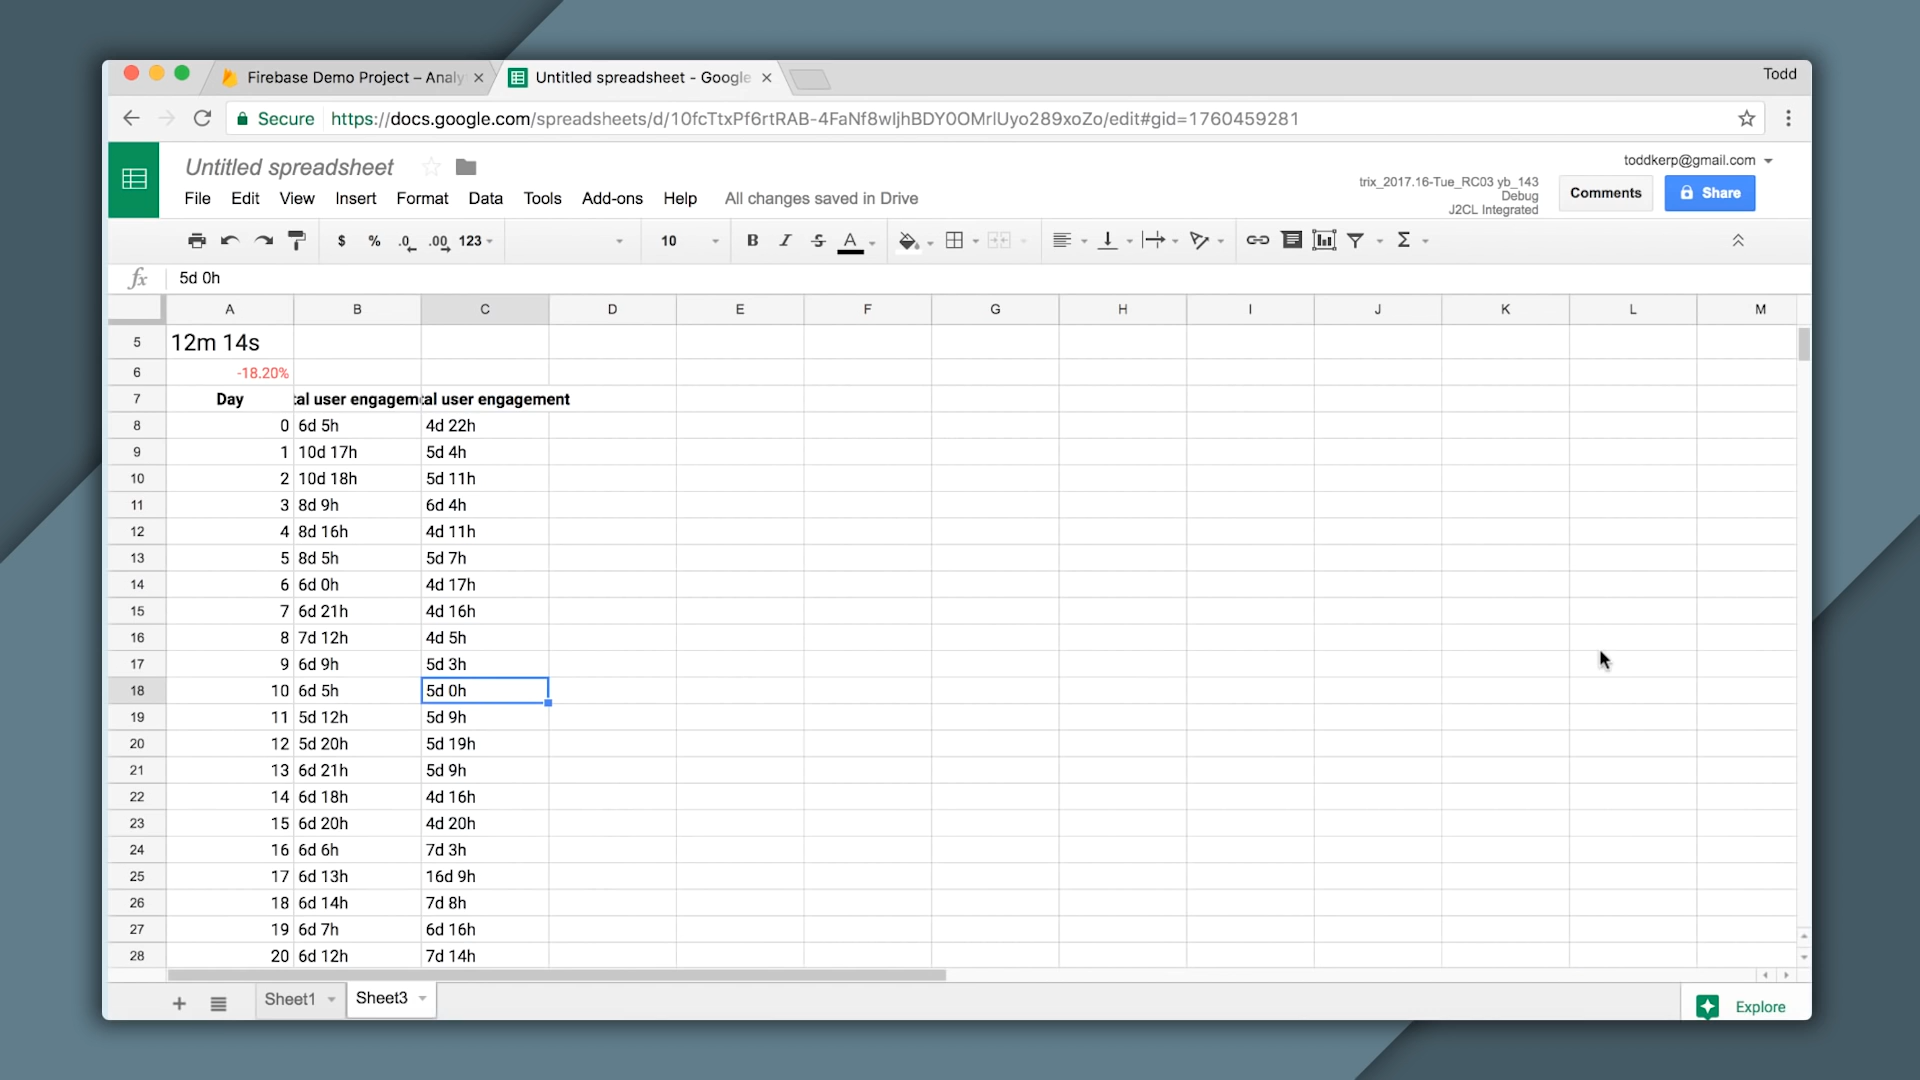 Firebase Demo Project – Analy
Untitled spreadsheet - Google
Todd
Secure https://docs.google.com/spreadsheets/d/10fcTtxPf6rtRAB-4FaNf8wIjhBDY0OMrlUyo289xoZo/edit#gid=1760459281
Untitled spreadsheet
toddkerp@gmail.com
File Edit View Insert Format Data Tools Add-ons Help All changes saved in Drive
trix_2017.16-Tue_RC03 yb_143
Debug
J2CL Integrated
Comments
Share
$ % .0 .00 123 10 B I S A Σ
fx 5d 0h
A B C D E F G H I J K L M
5 12m 14s
6 -18.20%
7 Day tal user engagem tal user engagement
8 0 6d 5h 4d 22h
9 1 10d 17h 5d 4h
10 2 10d 18h 5d 11h
11 3 8d 9h 6d 4h
12 4 8d 16h 4d 11h
13 5 8d 5h 5d 7h
14 6 6d 0h 4d 17h
15 7 6d 21h 4d 16h
16 8 7d 12h 4d 5h
17 9 6d 9h 5d 3h
18 10 6d 5h 5d 0h
19 11 5d 12h 5d 9h
20 12 5d 20h 5d 19h
21 13 6d 21h 5d 9h
22 14 6d 18h 4d 16h
23 15 6d 20h 4d 20h
24 16 6d 6h 7d 3h
25 17 6d 13h 16d 9h
26 18 6d 14h 7d 8h
27 19 6d 7h 6d 16h
28 20 6d 12h 7d 14h
Sheet1 Sheet3
Explore